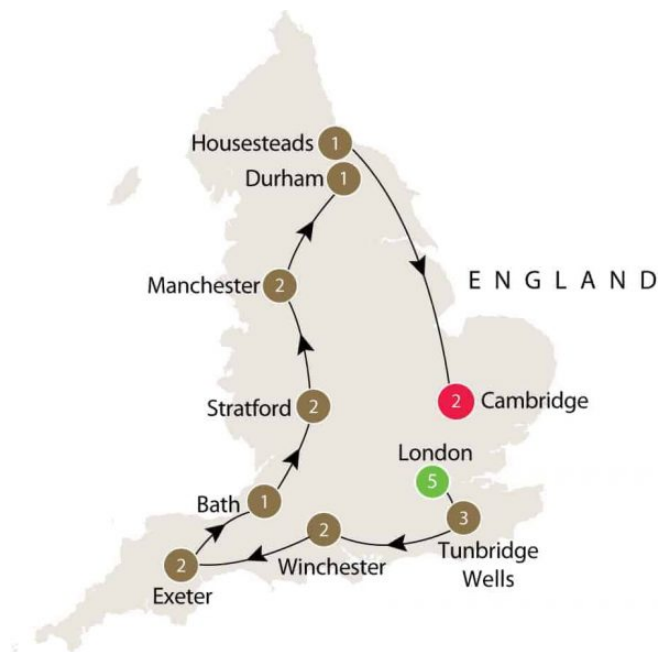 Housesteads 1
Durham 1
Manchester 2
ENGLAND
Stratford 2
2 Cambridge
London
5
Bath 1
3
Tunbridge
Wells
2
Winchester
2
Exeter